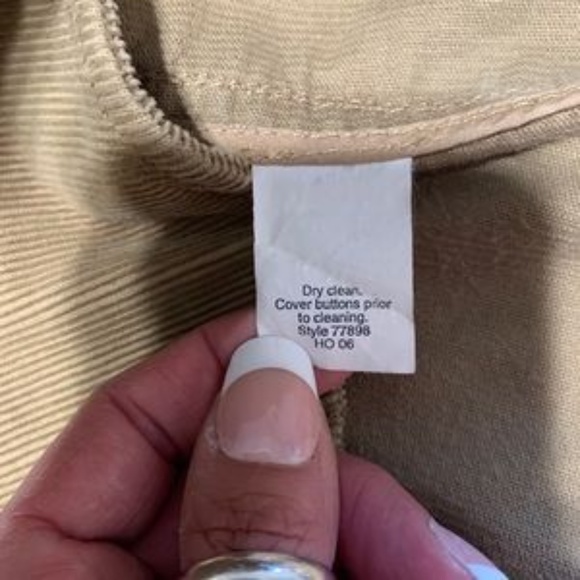 Dry clean.
Cover buttons prior
to cleaning.
Style 77898
HO 06